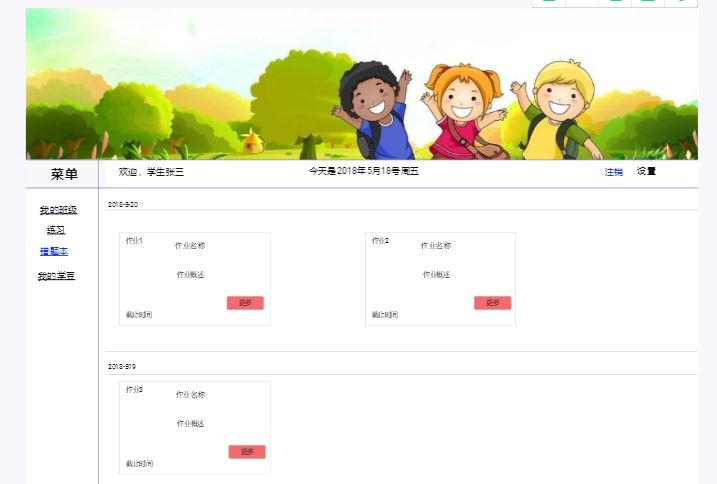 菜单
欢迎，学生张三
今天是2018年5月18号周五
注销
设置
我的班级
练习
错题本
我的学豆
2018-5-20
作业1
作业名称
作业概述
更多
截止时间
作业2
作业名称
作业概述
更多
截止时间
2018-519
作业3
作业名称
作业概述
更多
截止时间